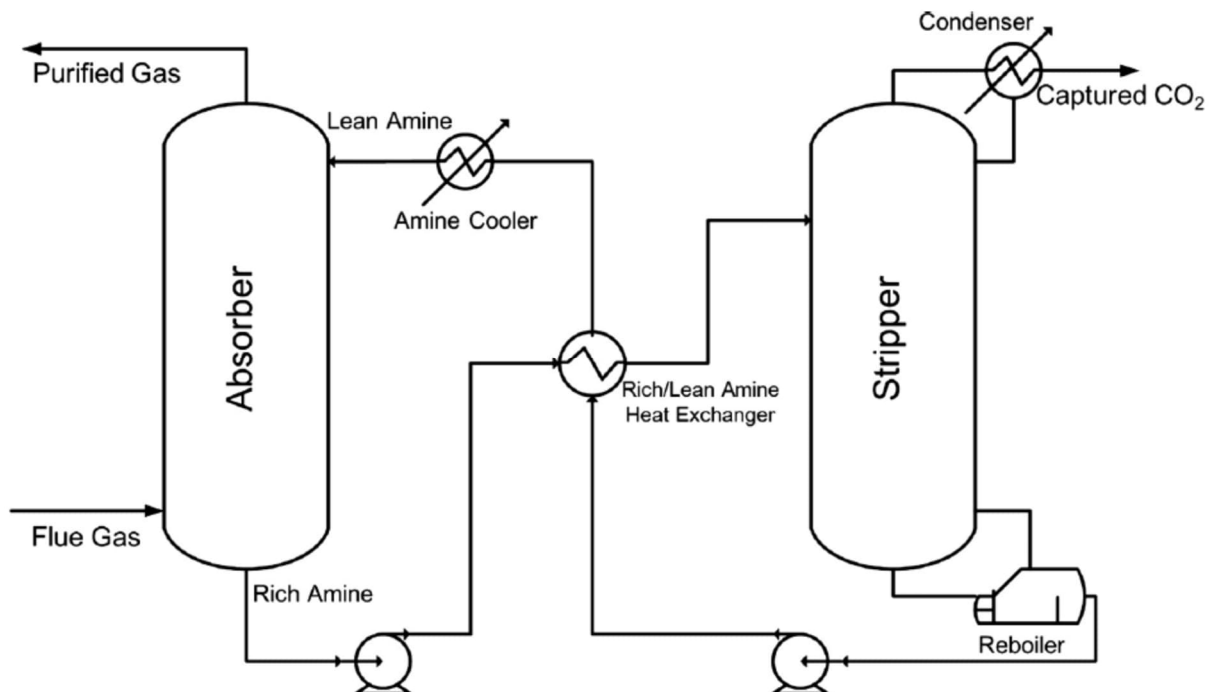 Condenser
Purified Gas
Captured CO₂
Lean Amine
Amine Cooler
Absorber
Stripper
Rich/Lean Amine
Heat Exchanger
Flue Gas
Rich Amine
Reboiler